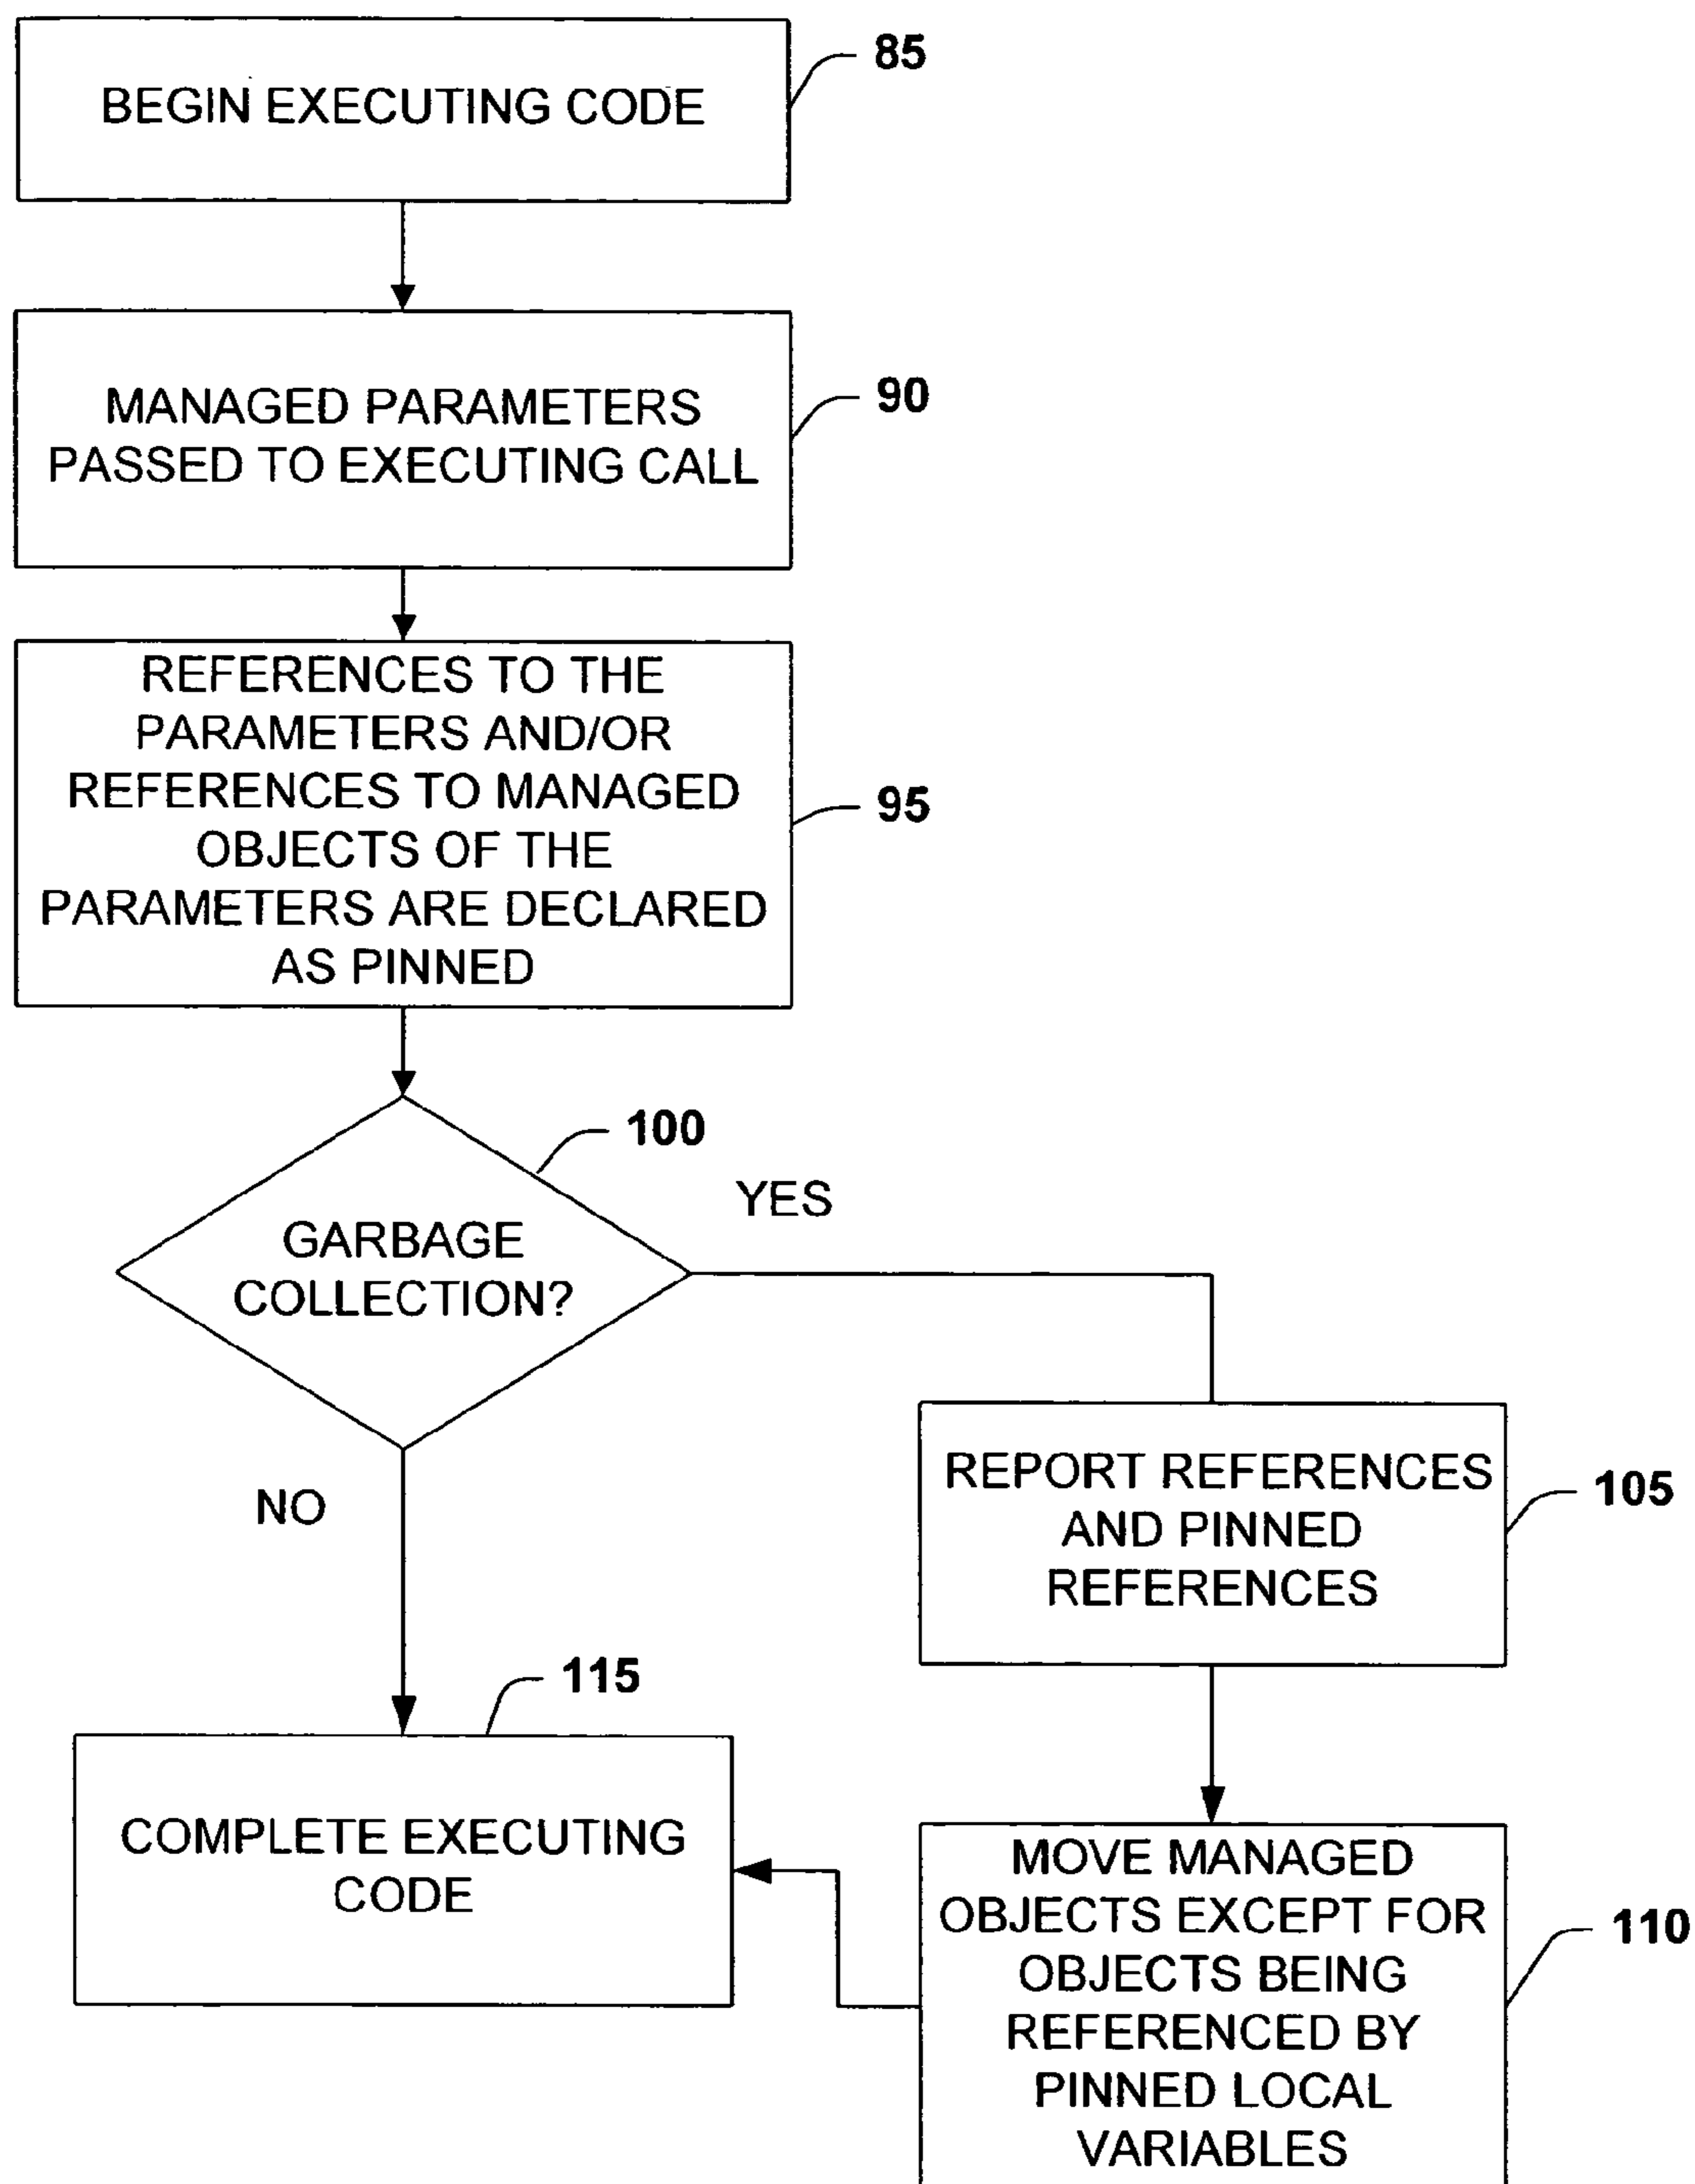 BEGIN EXECUTING CODE
85
MANAGED PARAMETERS
PASSED TO EXECUTING CALL
90
REFERENCES TO THE
PARAMETERS AND/OR
REFERENCES TO MANAGED
OBJECTS OF THE
PARAMETERS ARE DECLARED
AS PINNED
95
GARBAGE
COLLECTION?
100
YES
NO
REPORT REFERENCES
AND PINNED
REFERENCES
105
MOVE MANAGED
OBJECTS EXCEPT FOR
OBJECTS BEING
REFERENCED BY
PINNED LOCAL
VARIABLES
110
COMPLETE EXECUTING
CODE
115